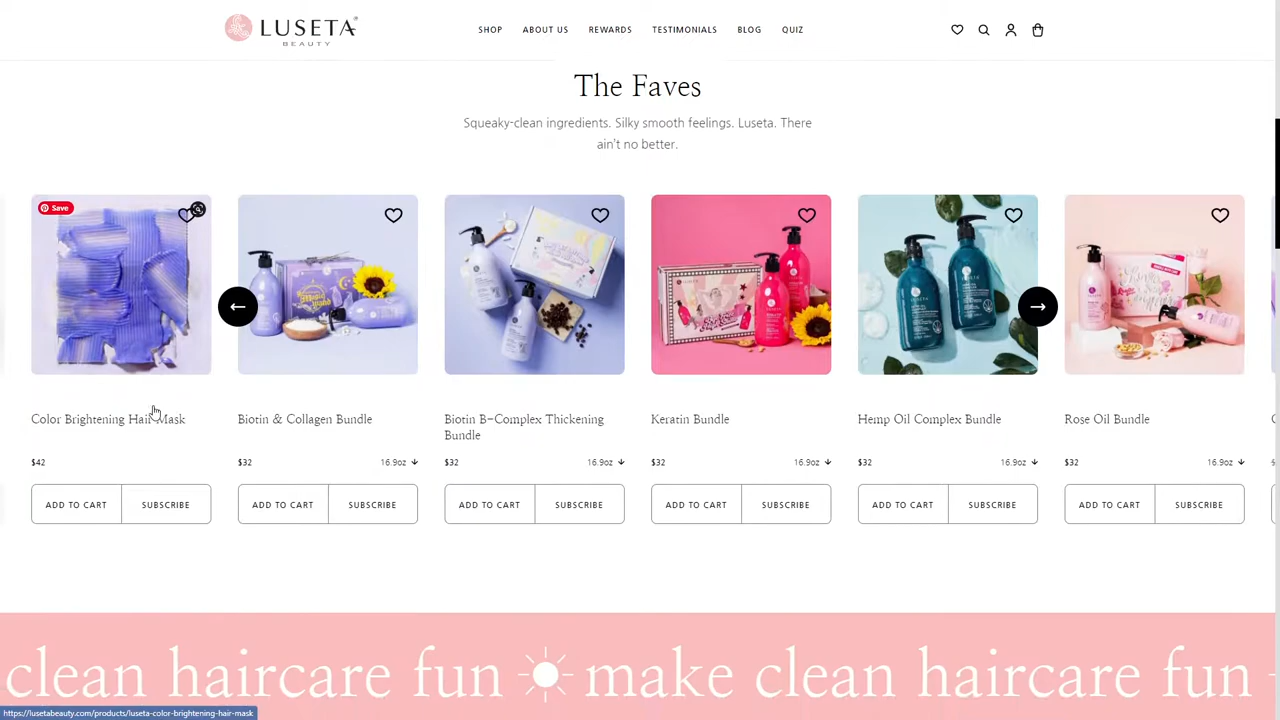 LUSETA
BEAUTY
SHOP ABOUT US REWARDS TESTIMONIALS BLOG QUIZ
The Faves
Squeaky-clean ingredients. Silky smooth feelings. Luseta. There
ain't no better.
Save
Color Brightening Hair Mask
$42
ADD TO CART SUBSCRIBE
Biotin & Collagen Bundle
$32 16.9oz
ADD TO CART SUBSCRIBE
Biotin B-Complex Thickening
Bundle
$32 16.9oz
ADD TO CART SUBSCRIBE
Keratin Bundle
$32 16.9oz
ADD TO CART SUBSCRIBE
Hemp Oil Complex Bundle
$32 16.9oz
ADD TO CART SUBSCRIBE
Rose Oil Bundle
$32 16.9oz
ADD TO CART SUBSCRIBE
clean haircare fun make clean haircare fun
https://lusetabeauty.com/products/luseta-color-brightening-hair-mask